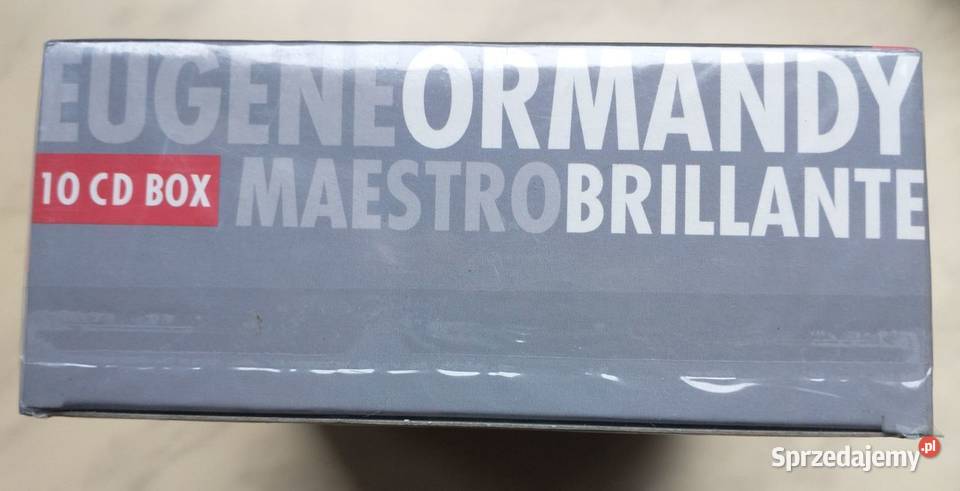 EUGENEORMANDY
10 CD BOX MAESTROBRILLANTE
Sprzedajemy.pl